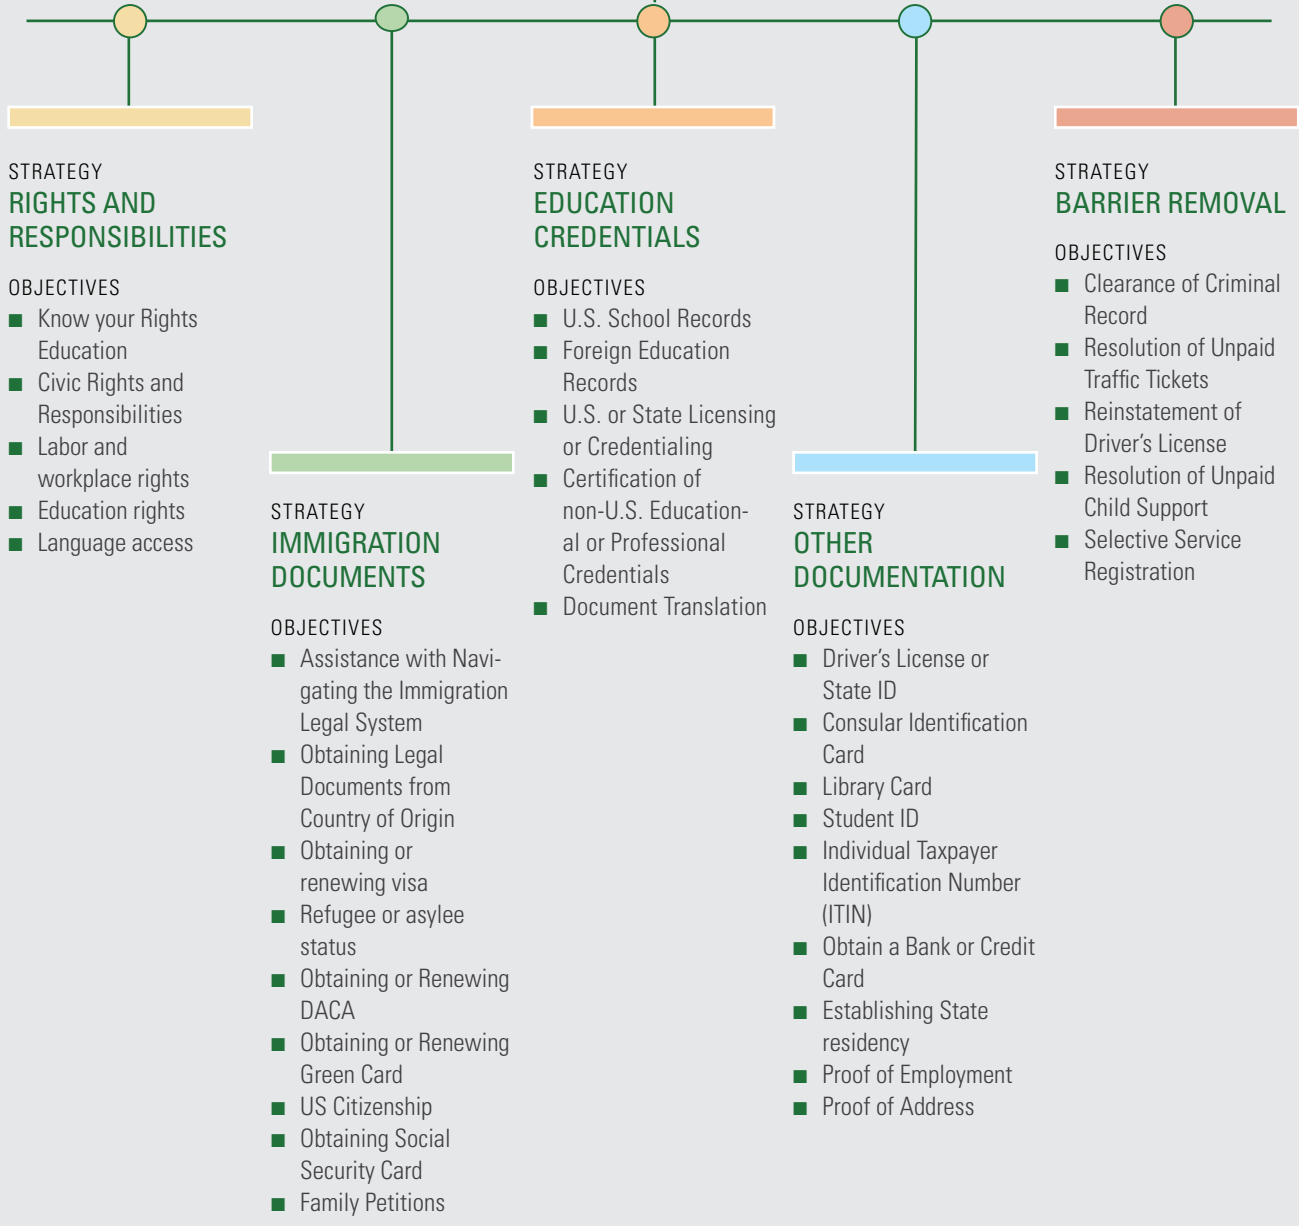 STRATEGY
RIGHTS AND
RESPONSIBILITIES
OBJECTIVES
■ Know your Rights
Education
■ Civic Rights and
Responsibilities
■ Labor and
workplace rights
■ Education rights
■ Language access
STRATEGY
IMMIGRATION
DOCUMENTS
OBJECTIVES
■ Assistance with Navi-
gating the Immigration
Legal System
■ Obtaining Legal
Documents from
Country of Origin
■ Obtaining or
renewing visa
■ Refugee or asylee
status
■ Obtaining or Renewing
DACA
■ Obtaining or Renewing
Green Card
■ US Citizenship
■ Obtaining Social
Security Card
■ Family Petitions
STRATEGY
EDUCATION
CREDENTIALS
OBJECTIVES
■ U.S. School Records
■ Foreign Education
Records
■ U.S. or State Licensing
or Credentialing
■ Certification of
non-U.S. Education-
al or Professional
Credentials
■ Document Translation
STRATEGY
OTHER
DOCUMENTATION
OBJECTIVES
■ Driver's License or
State ID
■ Consular Identification
Card
■ Library Card
■ Student ID
■ Individual Taxpayer
Identification Number
(ITIN)
■ Obtain a Bank or Credit
Card
■ Establishing State
residency
■ Proof of Employment
■ Proof of Address
STRATEGY
BARRIER REMOVAL
OBJECTIVES
■ Clearance of Criminal
Record
■ Resolution of Unpaid
Traffic Tickets
■ Reinstatement of
Driver's License
■ Resolution of Unpaid
Child Support
■ Selective Service
Registration